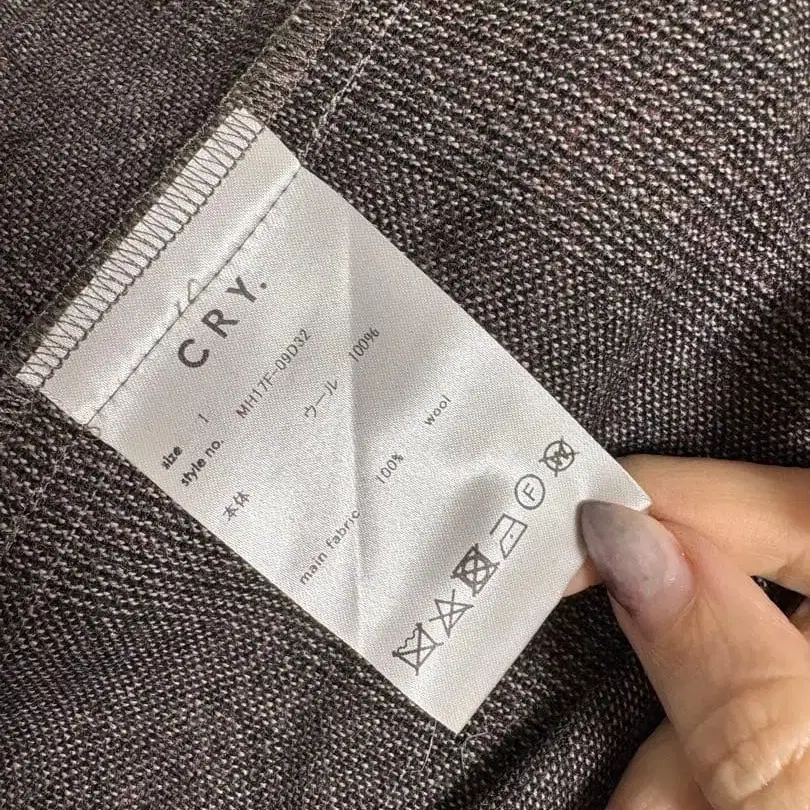 CRY.
size 1
style no. MH17F-09D32
本体 ウール 100%
main fabric 100% wool
F
W